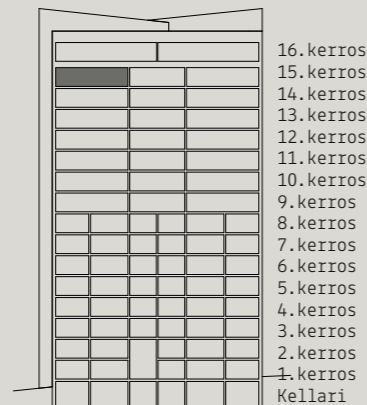 16.kerros
15.kerros
14.kerros
13.kerros
12.kerros
11.kerros
10.kerros
9.kerros
8.kerros
7.kerros
6.kerros
5.kerros
4.kerros
3.kerros
2.kerros
1.kerros
Kellari